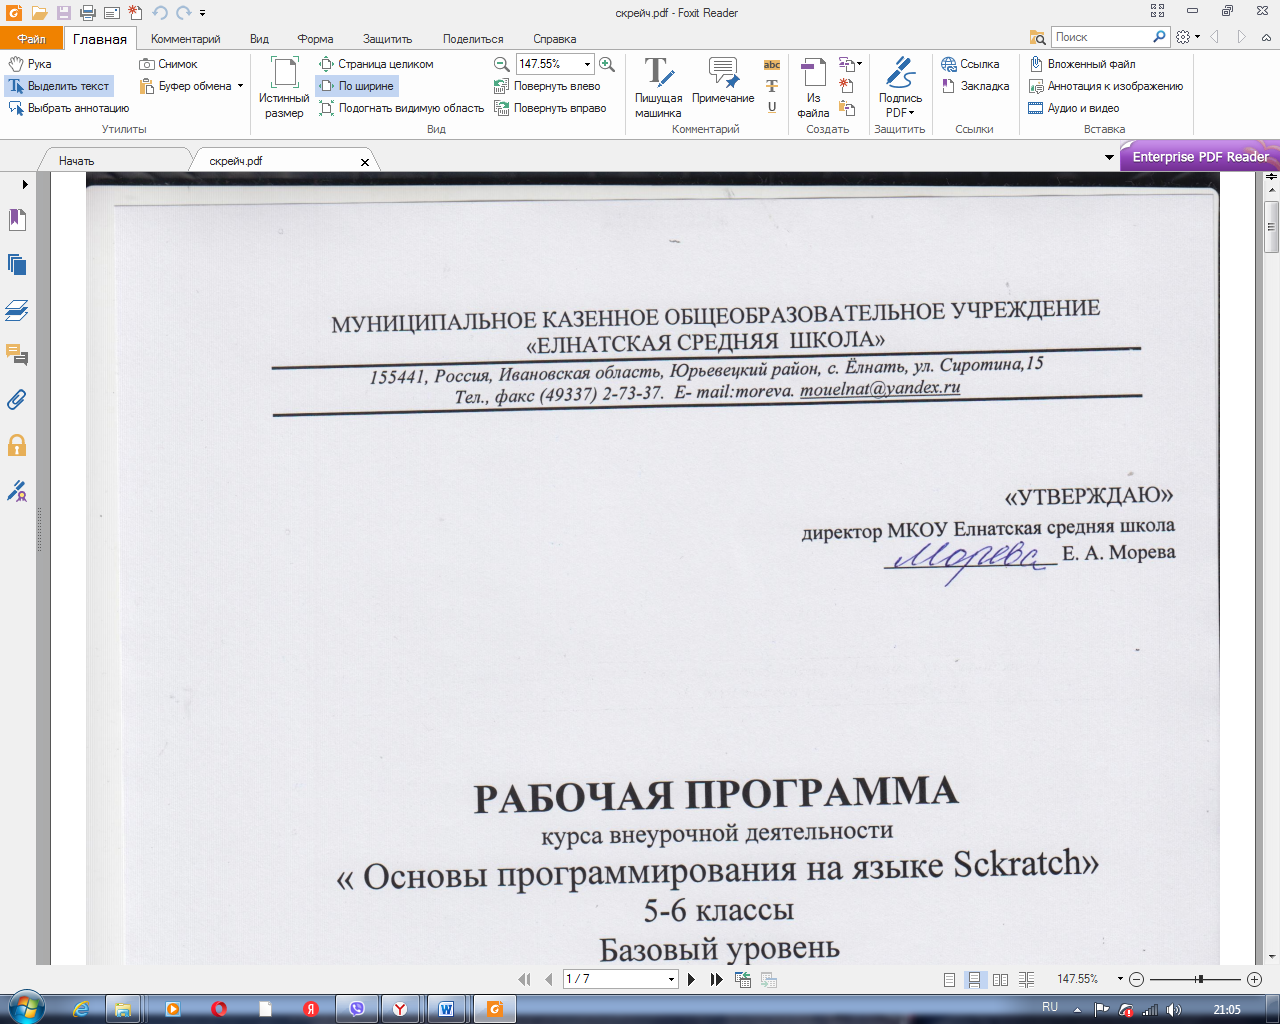 скрейч.pdf - Foxit Reader
Файл Главная Комментарий Вид Форма Защитить Поделиться Справка Поиск
Рука
Выделить текст
Выбрать аннотацию
Снимок
Буфер обмена
Утилиты
Истинный размер
Страница целиком
По ширине
Подогнать видимую область
147.55%
Повернуть влево
Повернуть вправо
Вид
Пишущая машинка
Примечание
abc
Комментарий
Из файла
Создать
Подпись PDF
Защитить
Ссылка
Закладка
Ссылки
Вложенный файл
Аннотация к изображению
Аудио и видео
Вставка
Начать скрейч.pdf Enterprise PDF Reader
МУНИЦИПАЛЬНОЕ КАЗЕННОЕ ОБЩЕОБРАЗОВАТЕЛЬНОЕ УЧРЕЖДЕНИЕ
«ЕЛНАТСКАЯ СРЕДНЯЯ ШКОЛА»
155441, Россия, Ивановская область, Юрьевецкий район, с. Ёлнать, ул. Сиротина,15
Тел., факс (49337) 2-73-37. E- mail:moreva. mouelnat@yandex.ru
«УТВЕРЖДАЮ»
директор МКОУ Елнатская средняя школа
Морева Е. А. Морева
РАБОЧАЯ ПРОГРАММА
курса внеурочной деятельности
« Основы программирования на языке Sckratch»
5-6 классы
Базовый уровень
1 / 7 147.55%
RU 21:05